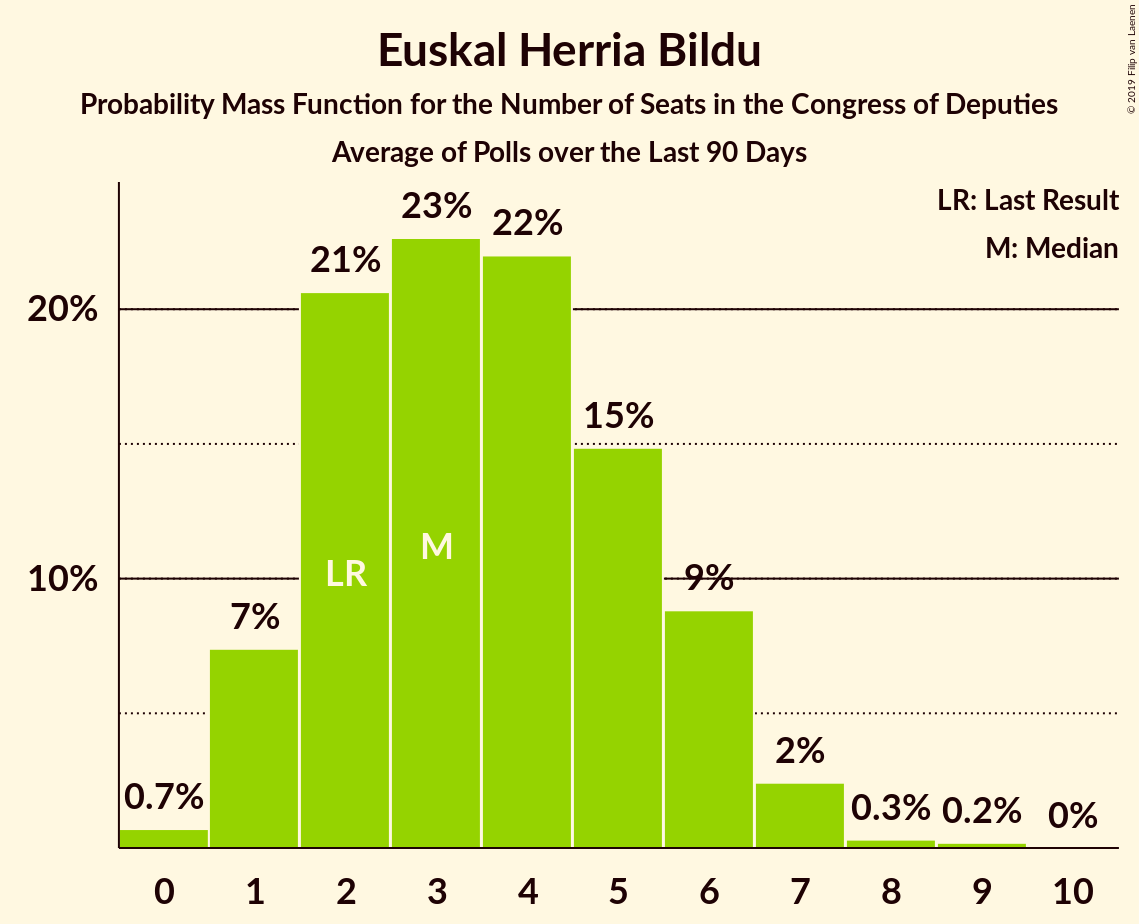 Euskal Herria Bildu
Probability Mass Function for the Number of Seats in the Congress of Deputies
Average of Polls over the Last 90 Days
© 2019 Filip van Laenen
LR: Last Result
M: Median
23%
22%
21%
20%
15%
M
LR
10%
9%
7%
2%
0.7%
0.3%
0.2%
0%
0 1 2 3 4 5 6 7 8 9 10